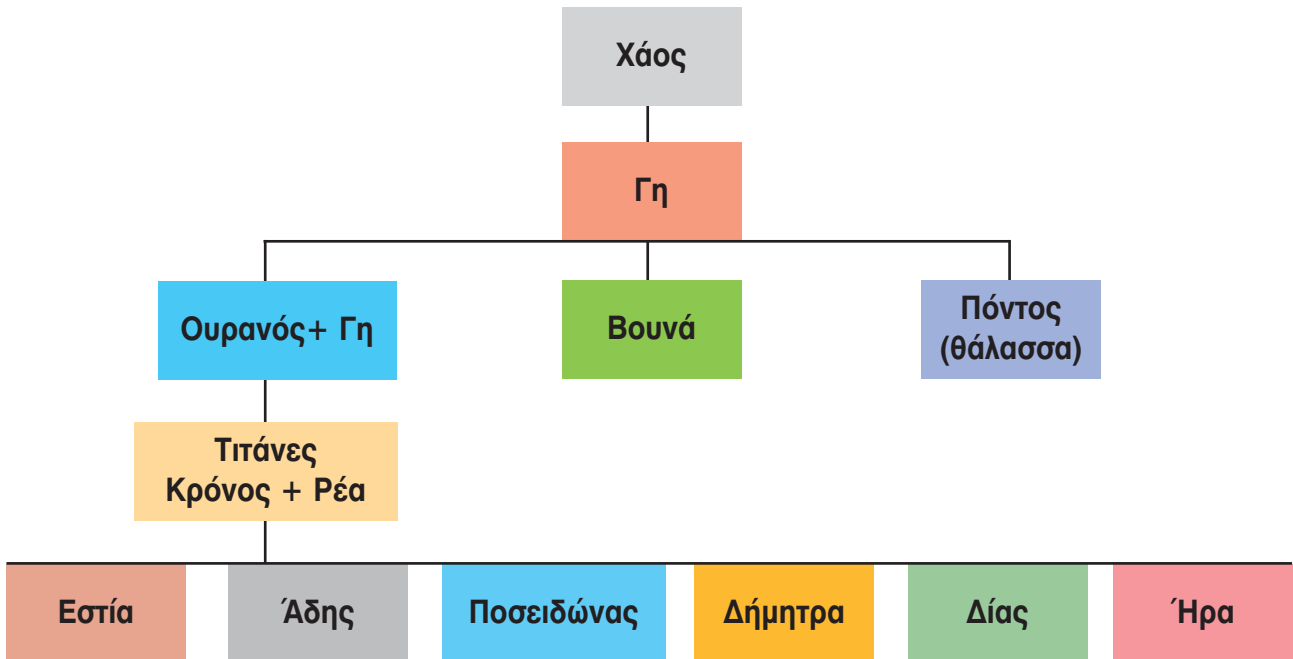 Χάος
Γη
Ουρανός+ Γη
Βουνά
Πόντος
(θάλασσα)
Τιτάνες
Κρόνος + Ρέα
Εστία
Άδης
Ποσειδώνας
Δήμητρα
Δίας
Ήρα